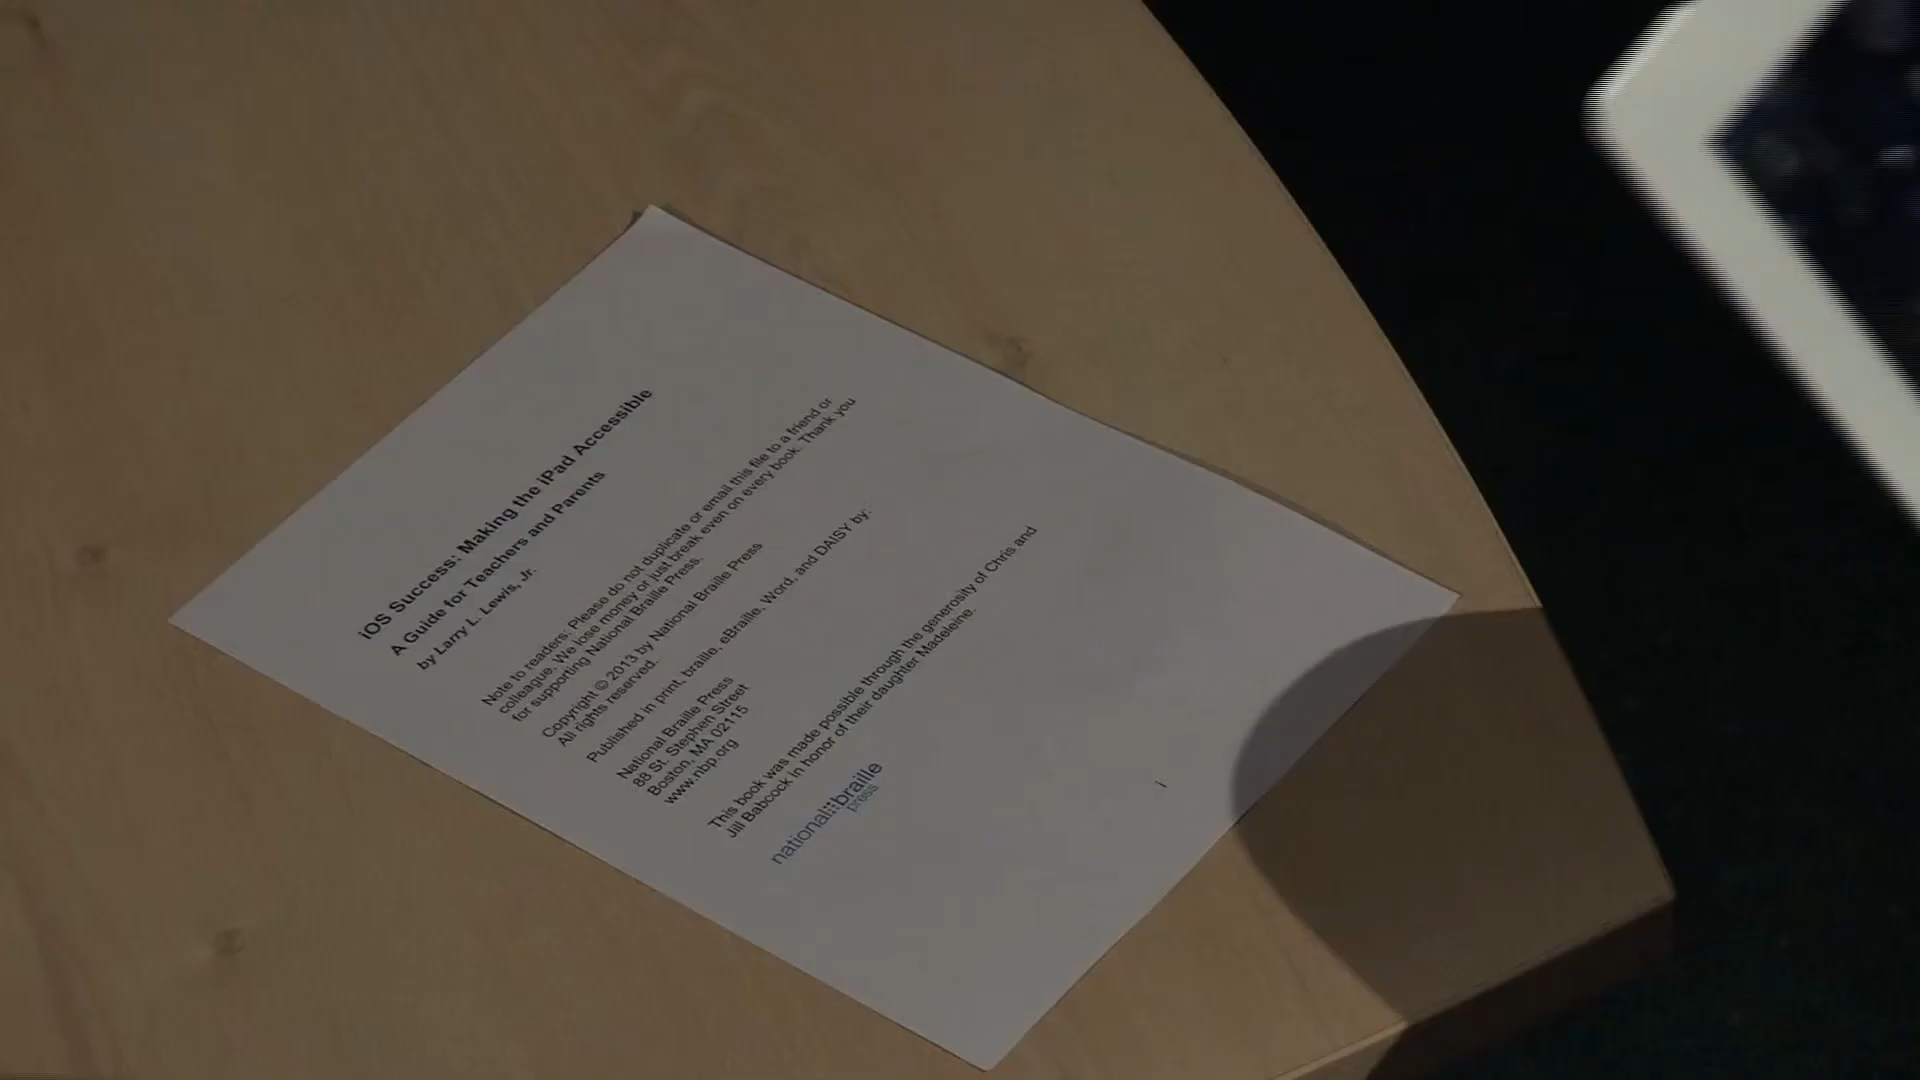 iOS Success: Making the iPad Accessible
A Guide for Teachers and Parents
by Larry L. Lewis, Jr.
Note to readers: Please do not duplicate or email this file to a friend or
colleague. We lose money or just break even on every book. Thank you
for supporting National Braille Press.
Copyright © 2013 by National Braille Press
All rights reserved.
Published in print, braille, eBraille, Word, and DAISY by:
National Braille Press
88 St. Stephen Street
Boston, MA 02115
www.nbp.org
This book was made possible through the generosity of Chris and
Jill Babcock in honor of their daughter Madeleine.
national braille
press
i